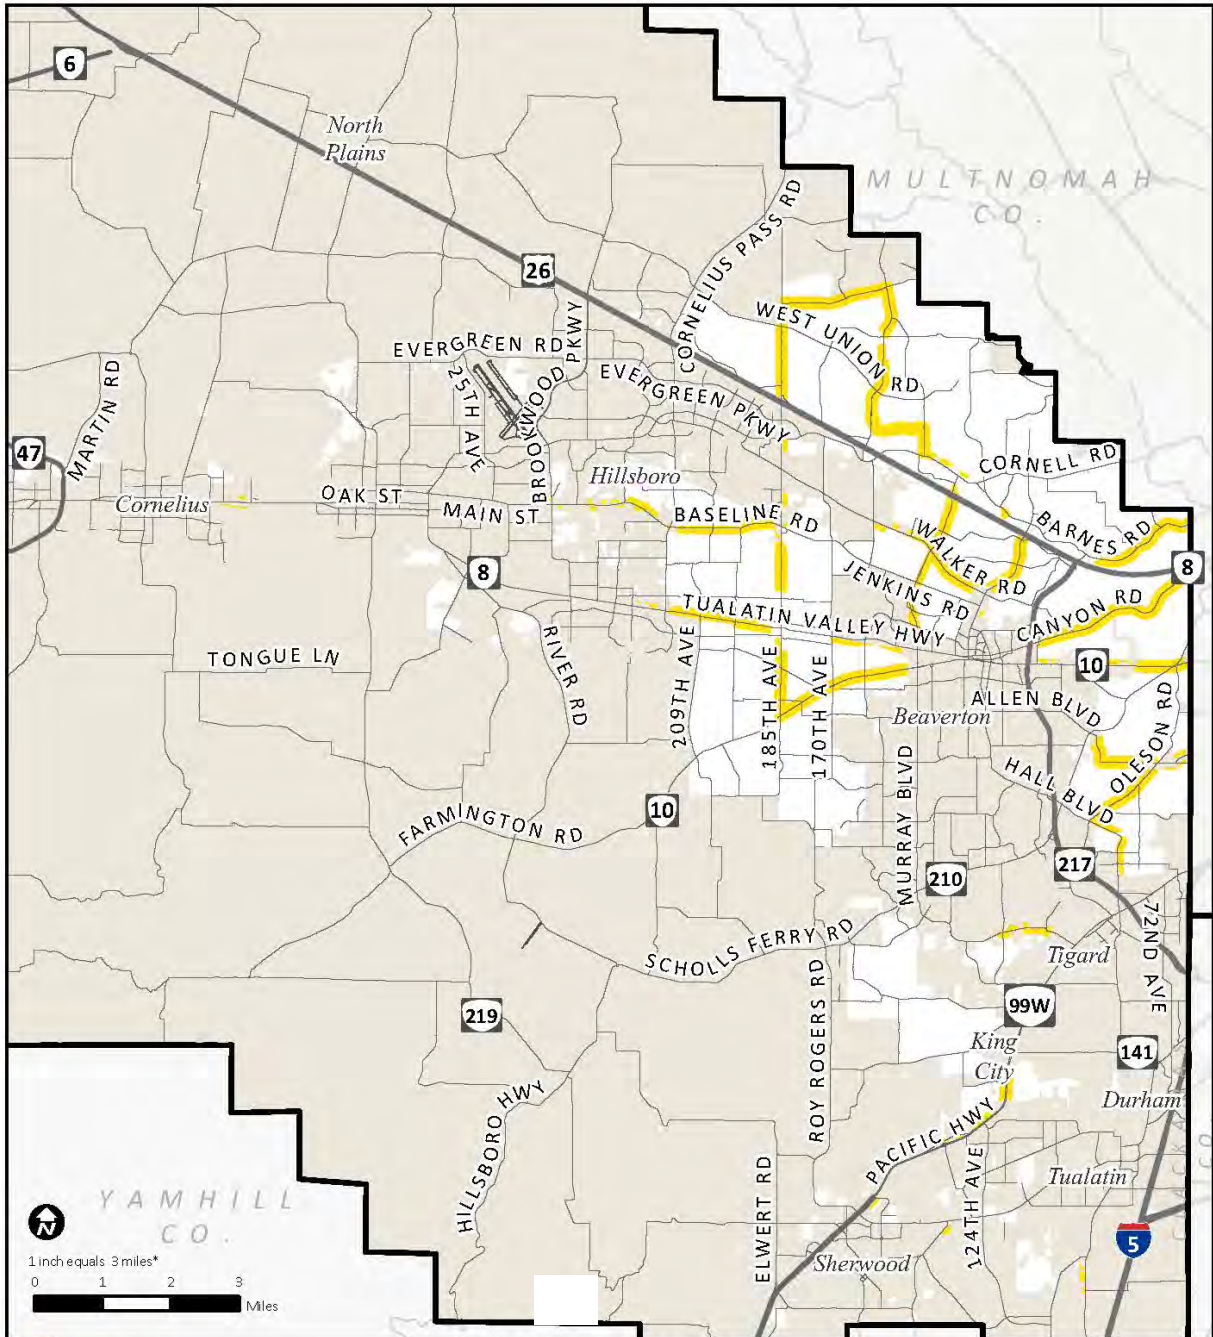 6
North
Plains
MULTNOMAH
CO.
CORNELIUS PASS RD
26
WEST UNION RD
EVERGREEN RD
PKWY
BROOKWOOD
25TH AVE
EVERGREEN PKWY
MARTIN RD
47
Cornelius
OAK ST
MAIN ST
Hillsboro
BASELINE RD
CORNELL RD
BARNES RD
WALKER RD
JENKINS RD
8
8
TUALATIN VALLEY HWY
CANYON RD
TONGUE LN
RIVER RD
209TH AVE
185TH AVE
170TH AVE
10
ALLEN BLVD
Beaverton
OLESON RD
HALL BLVD
MURRAY BLVD
10
FARMINGTON RD
210
217
72ND AVE
SCHOLLS FERRY RD
Tigard
ROY ROGERS RD
99W
219
King
City
141
Durham
HILLSBORO HWY
PACIFIC HWY
124TH AVE
Tualatin
ELWERT RD
Sherwood
5
YAMHILL
CO.
N
1 inch equals 3 miles*
0 1 2 3
Miles